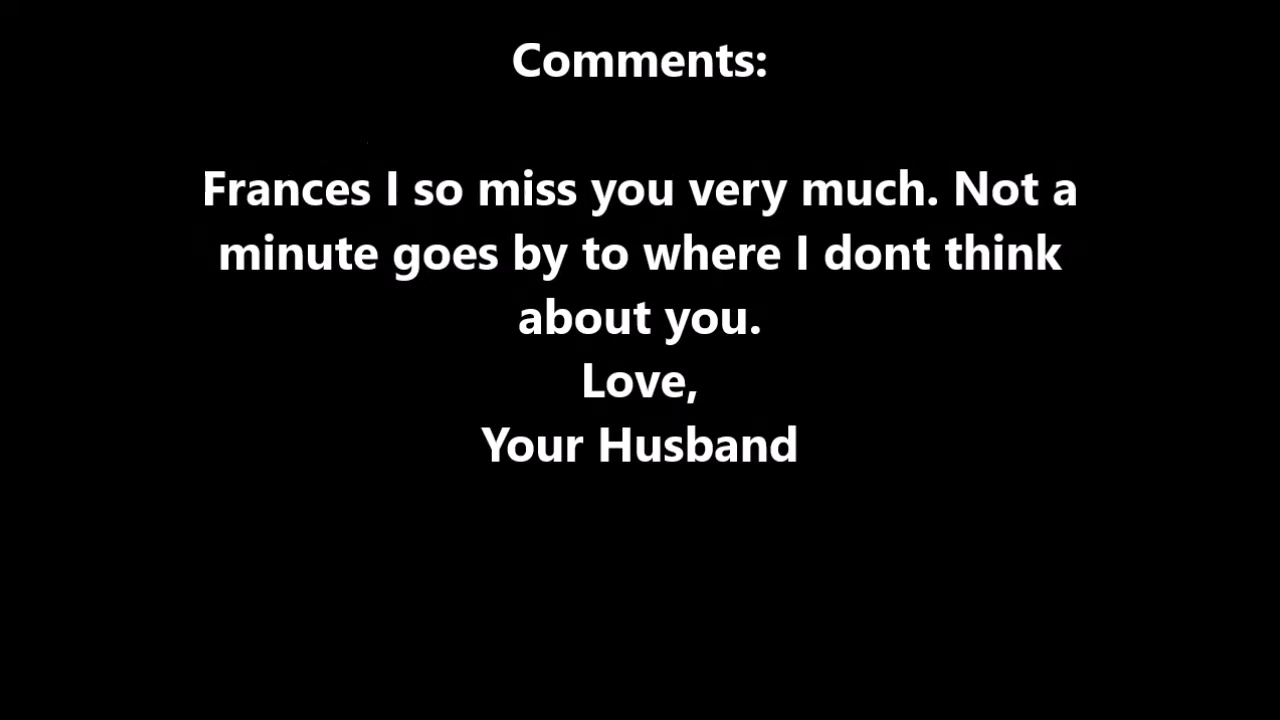 Comments:
Frances I so miss you very much. Not a
minute goes by to where I dont think
about you.
Love,
Your Husband